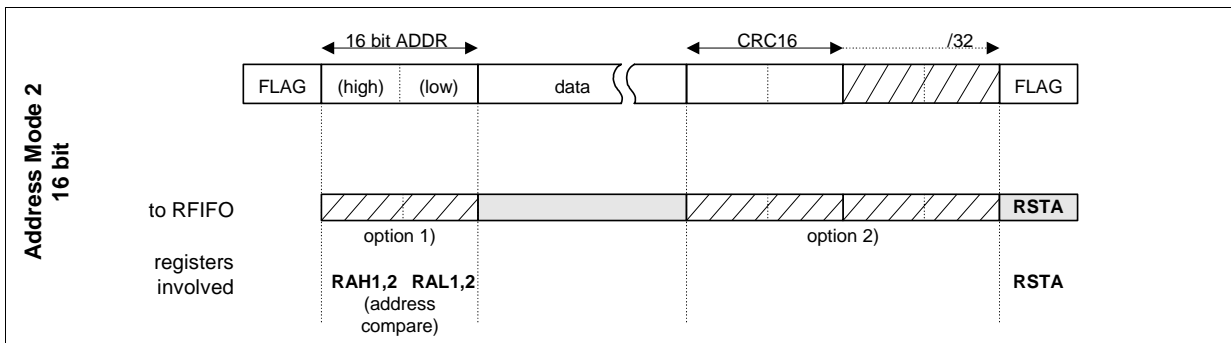 Address Mode 2
16 bit
16 bit ADDR CRC16 /32
FLAG (high) (low) data FLAG
to RFIFO RSTA
option 1) option 2)
registers
involved
RAH1,2 RAL1,2 RSTA
(address
compare)